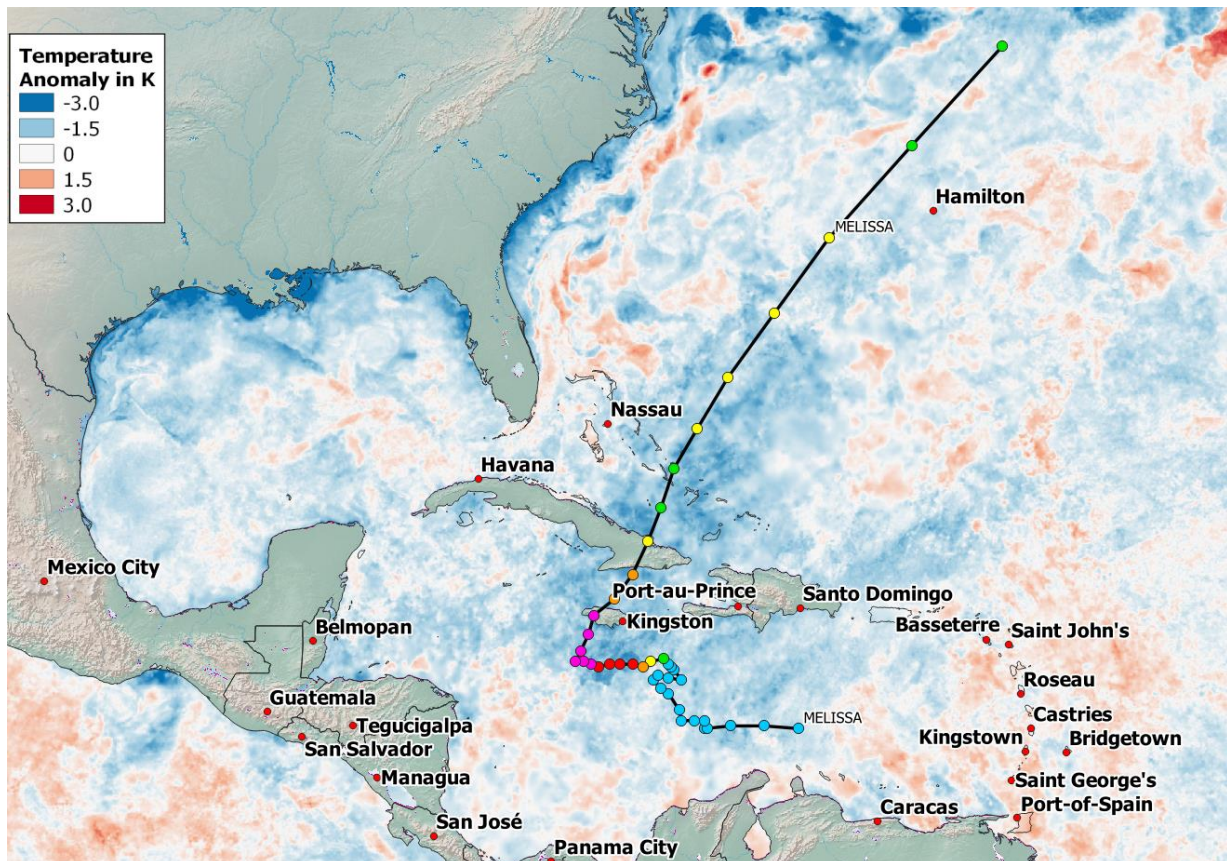 Temperature
Anomaly in K
-3.0
-1.5
0
1.5
3.0
Hamilton
MELISSA
Nassau
Havana
Mexico City
Port-au-Prince
Santo Domingo
Kingston
Belmopan
Basseterre
Saint John's
Roseau
Guatemala
Tegucigalpa
MELISSA
Castries
San Salvador
Kingstown
Bridgetown
Managua
Saint George's
Caracas
Port-of-Spain
San José
Panama City